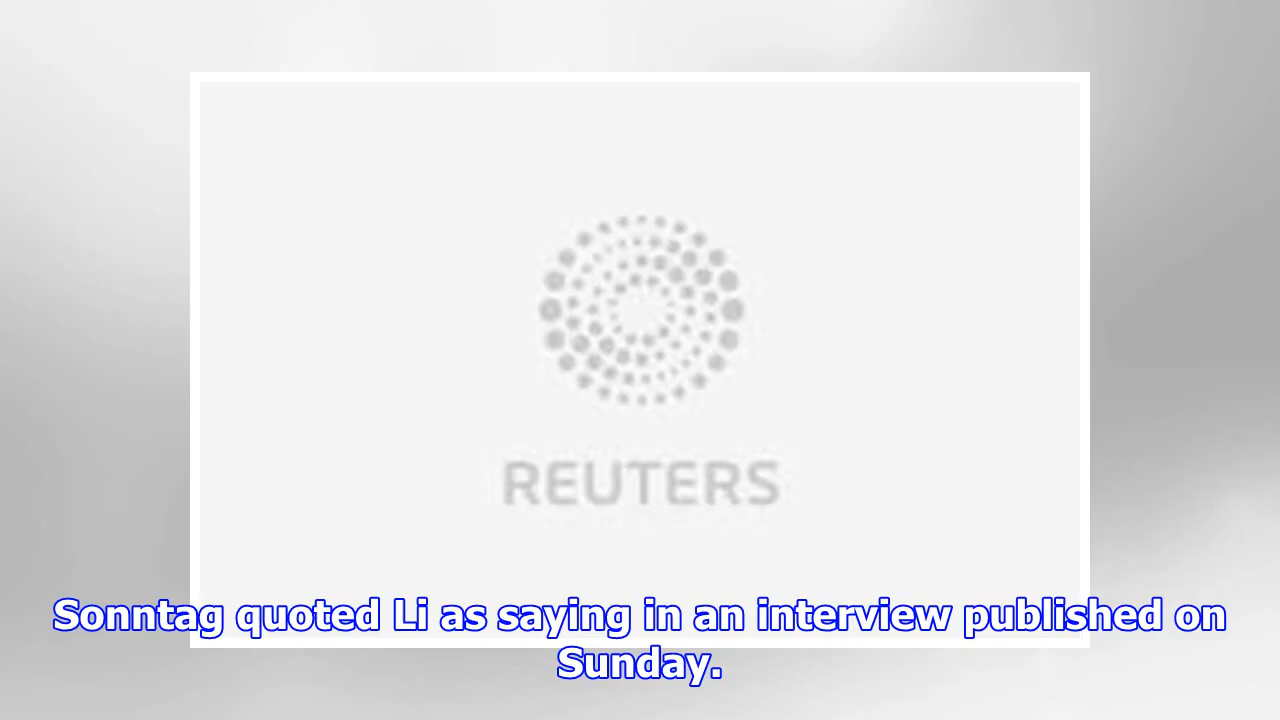 REUTERS
Sonntag quoted Li as saying in an interview published on
Sunday.